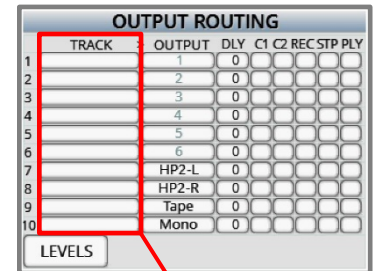 OUTPUT ROUTING
TRACK > OUTPUT DLY C1 C2 REC STP PLY
1 1 0
2 2 0
3 3 0
4 4 0
5 5 0
6 6 0
7 HP2-L 0
8 HP2-R 0
9 Tape 0
10 Mono 0
LEVELS